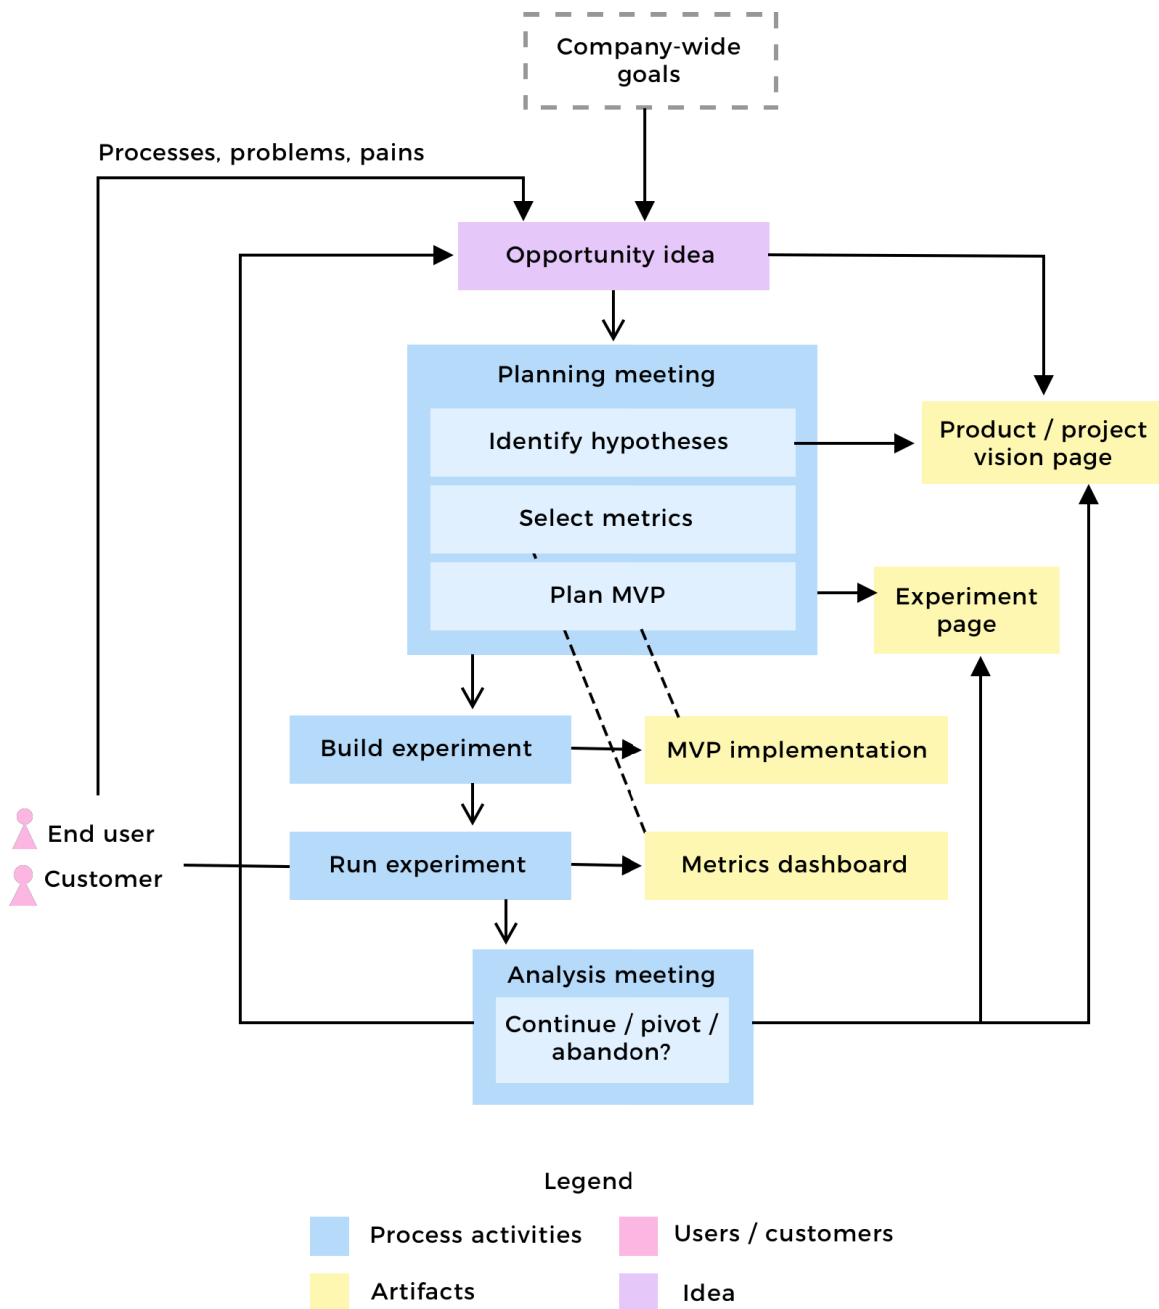 Company-wide
goals
Processes, problems, pains
Opportunity idea
Planning meeting
Identify hypotheses
Product / project
vision page
Select metrics
Plan MVP
Experiment
page
Build experiment
MVP implementation
End user
Run experiment
Metrics dashboard
Customer
Analysis meeting
Continue / pivot /
abandon?
Legend
Process activities
Users / customers
Artifacts
Idea